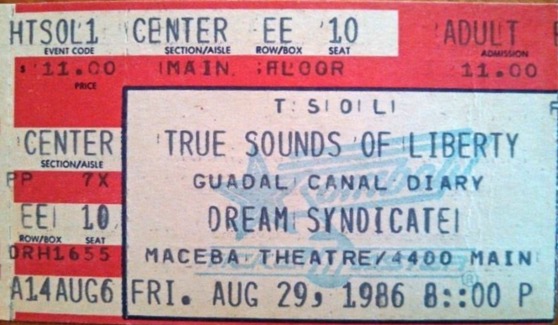 HTSOL1 CENTER EE 10 ADULT
EVENT CODE SECTION/AISLE ROW/BOX SEAT ADMISSION
$ 11.00 MAIN FLOOR 11.00
PRICE
T S O L
CENTER TRUE SOUNDS OF LIBERTY
SECTION/AISLE
PP 7X GUADAL CANAL DIARY
EE 10 DREAM SYNDICATE
ROW/BOX SEAT
DRH1655 MACEBA THEATRE/4400 MAIN
A14AUG6 FRI. AUG 29, 1986 8::00 P